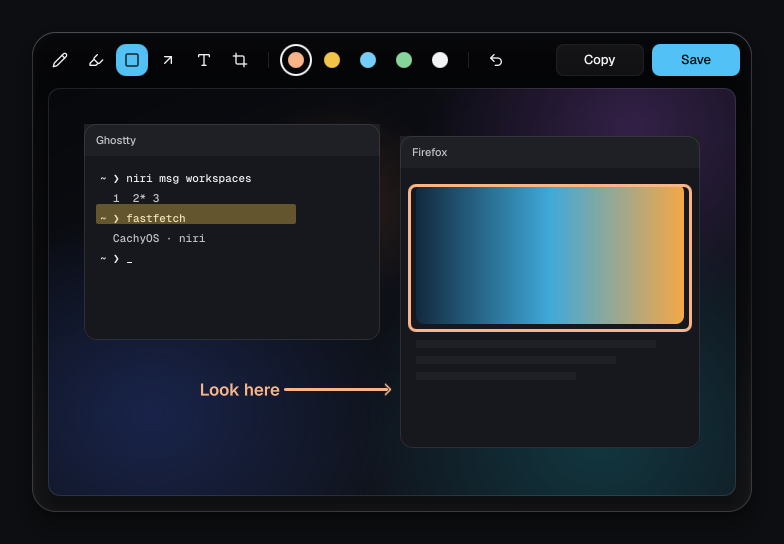 Copy
Save
Ghostty
~ ❯ niri msg workspaces
1  2* 3
~ ❯ fastfetch
CachyOS · niri
~ ❯ _
Firefox
Look here